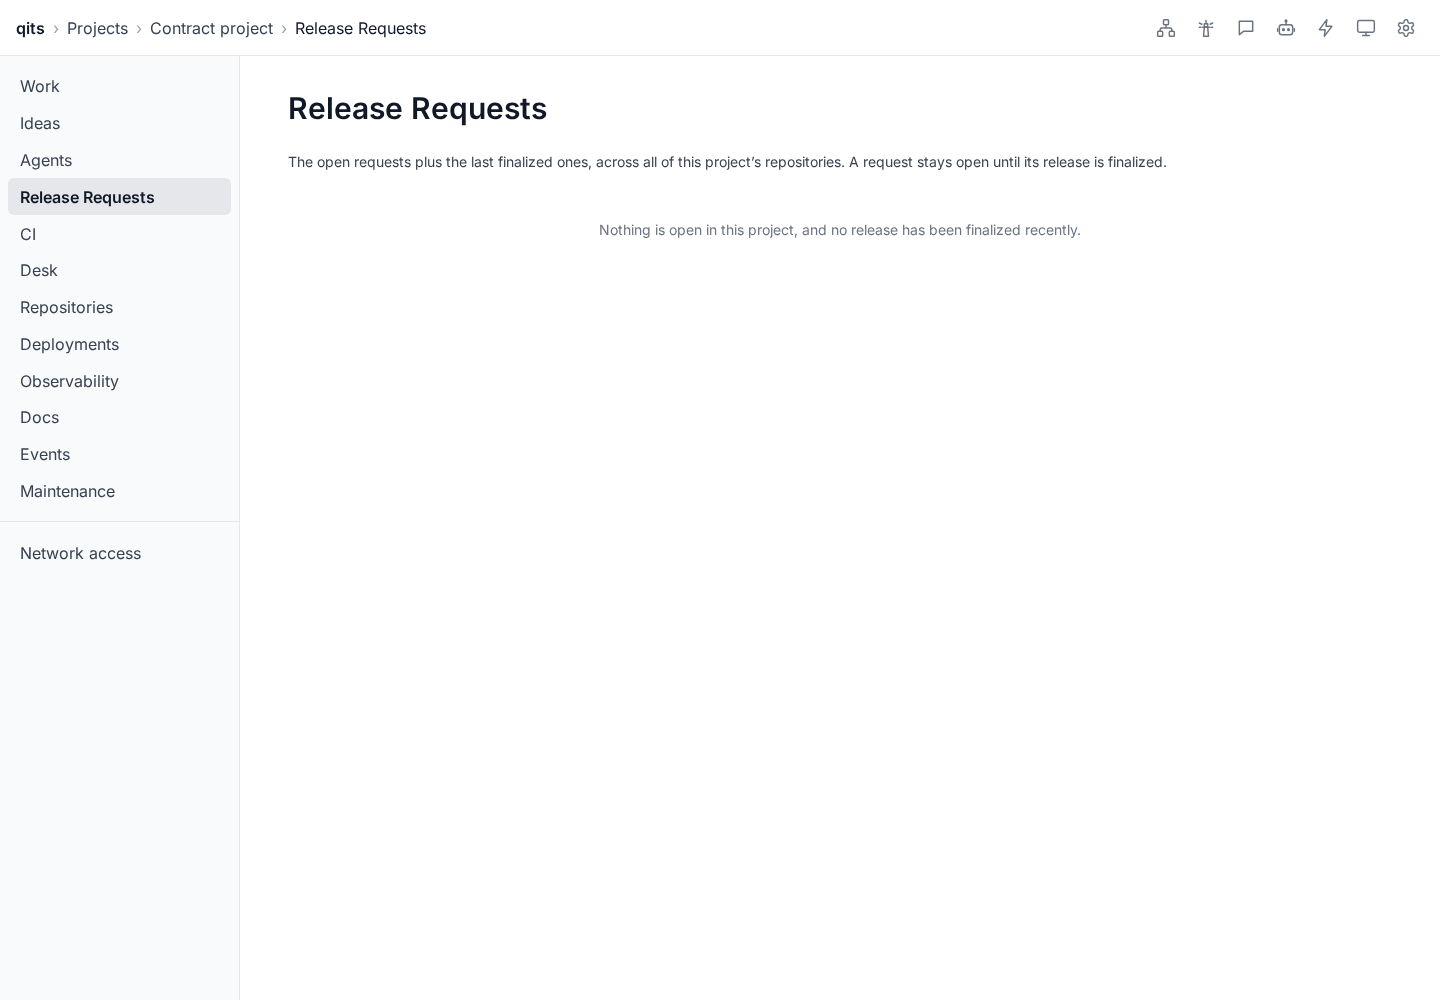 qits › Projects › Contract project › Release Requests
Work
Ideas
Agents
Release Requests
CI
Desk
Repositories
Deployments
Observability
Docs
Events
Maintenance
Network access
Release Requests
The open requests plus the last finalized ones, across all of this project’s repositories. A request stays open until its release is finalized.
Nothing is open in this project, and no release has been finalized recently.